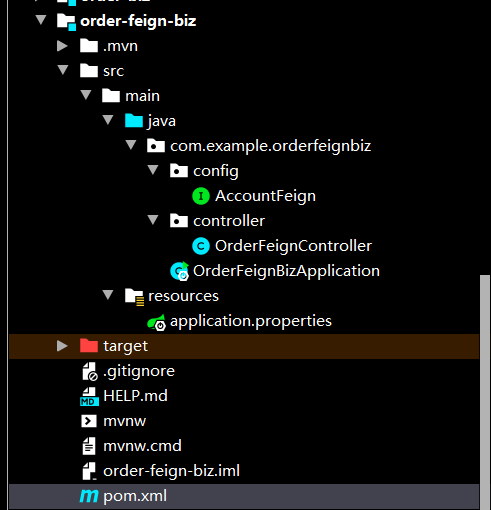 order-feign-biz
.mvn
src
main
java
com.example.orderfeignbiz
config
I AccountFeign
controller
C OrderFeignController
OrderFeignBizApplication
resources
application.properties
target
.gitignore
MD HELP.md
mvnw
mvnw.cmd
order-feign-biz.iml
m pom.xml